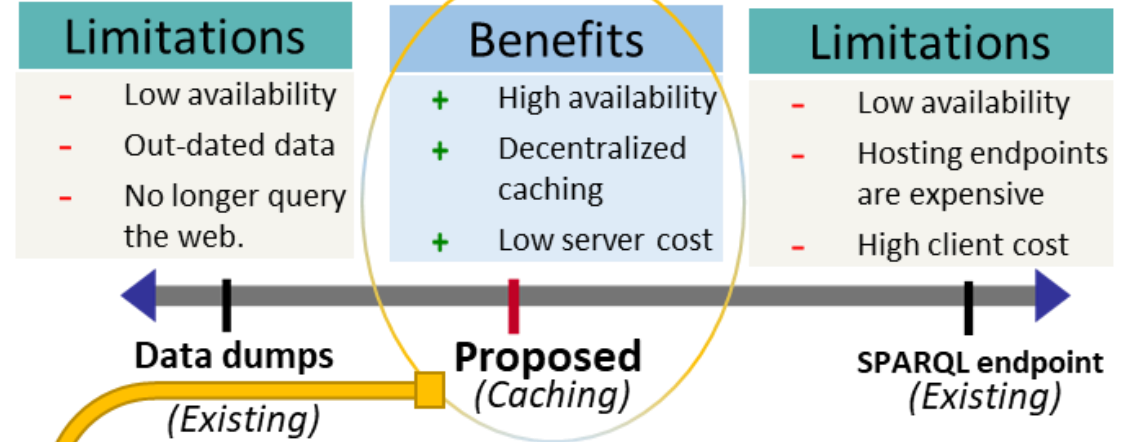 Limitations
- Low availability
- Out-dated data
- No longer query
the web.
Benefits
+ High availability
+ Decentralized
caching
+ Low server cost
Limitations
- Low availability
- Hosting endpoints
are expensive
- High client cost
Data dumps
(Existing)
Proposed
(Caching)
SPARQL endpoint
(Existing)